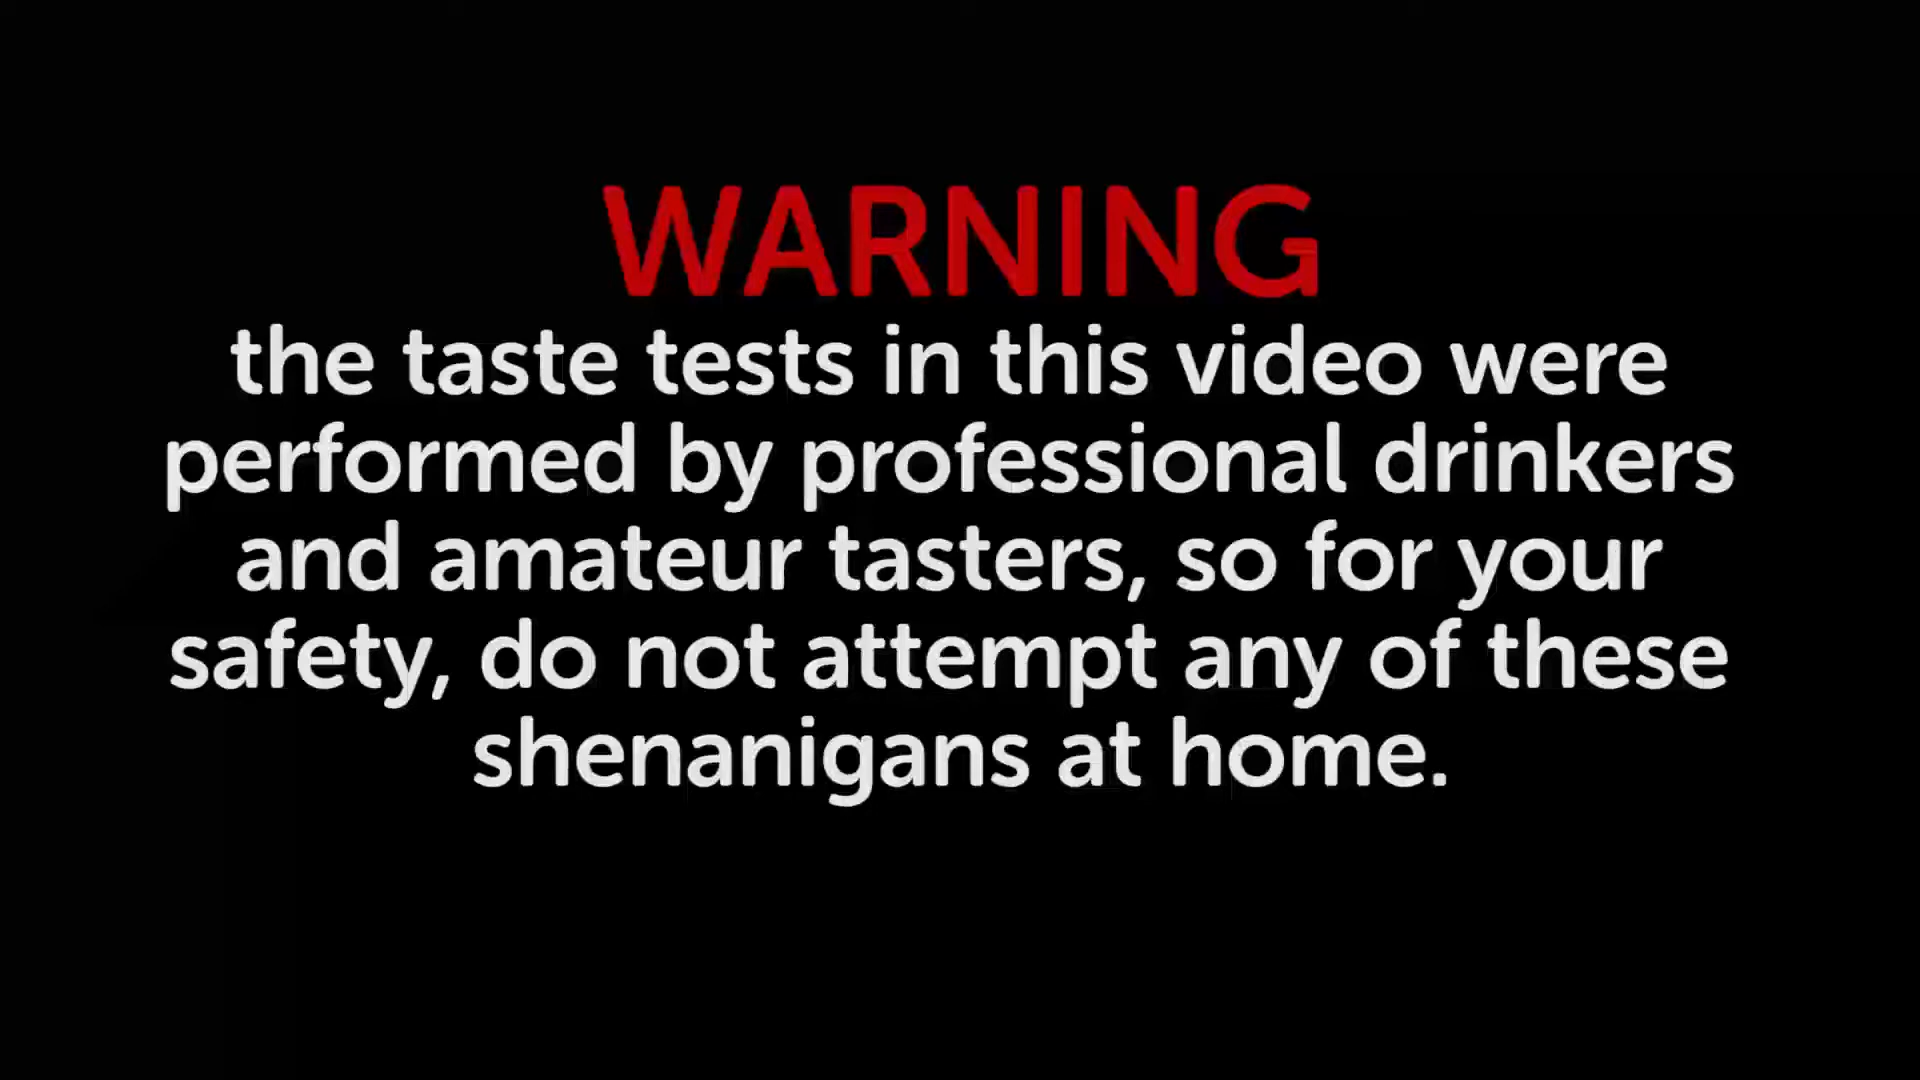 WARNING
the taste tests in this video were
performed by professional drinkers
and amateur tasters, so for your
safety, do not attempt any of these
shenanigans at home.